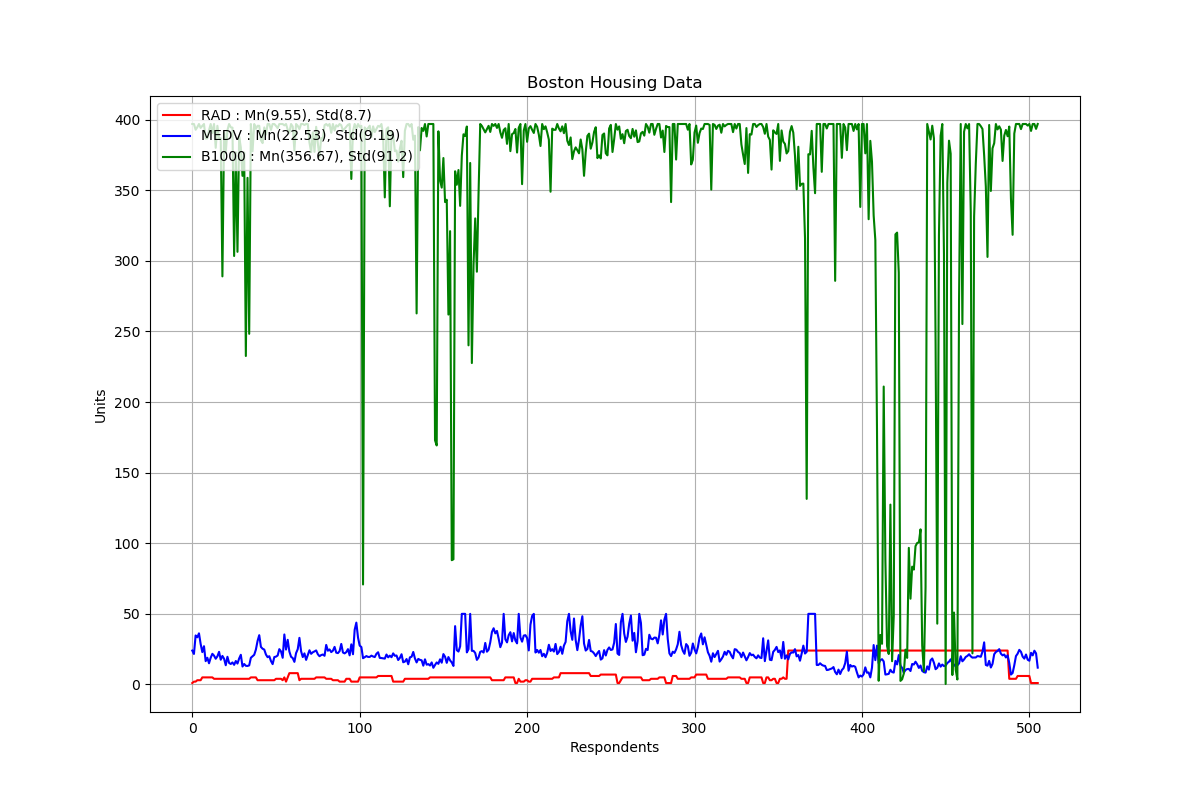 Boston Housing Data
RAD : Mn(9.55), Std(8.7)
MEDV : Mn(22.53), Std(9.19)
B1000 : Mn(356.67), Std(91.2)
Units
400
350
300
250
200
150
100
50
0
0 100 200 300 400 500
Respondents